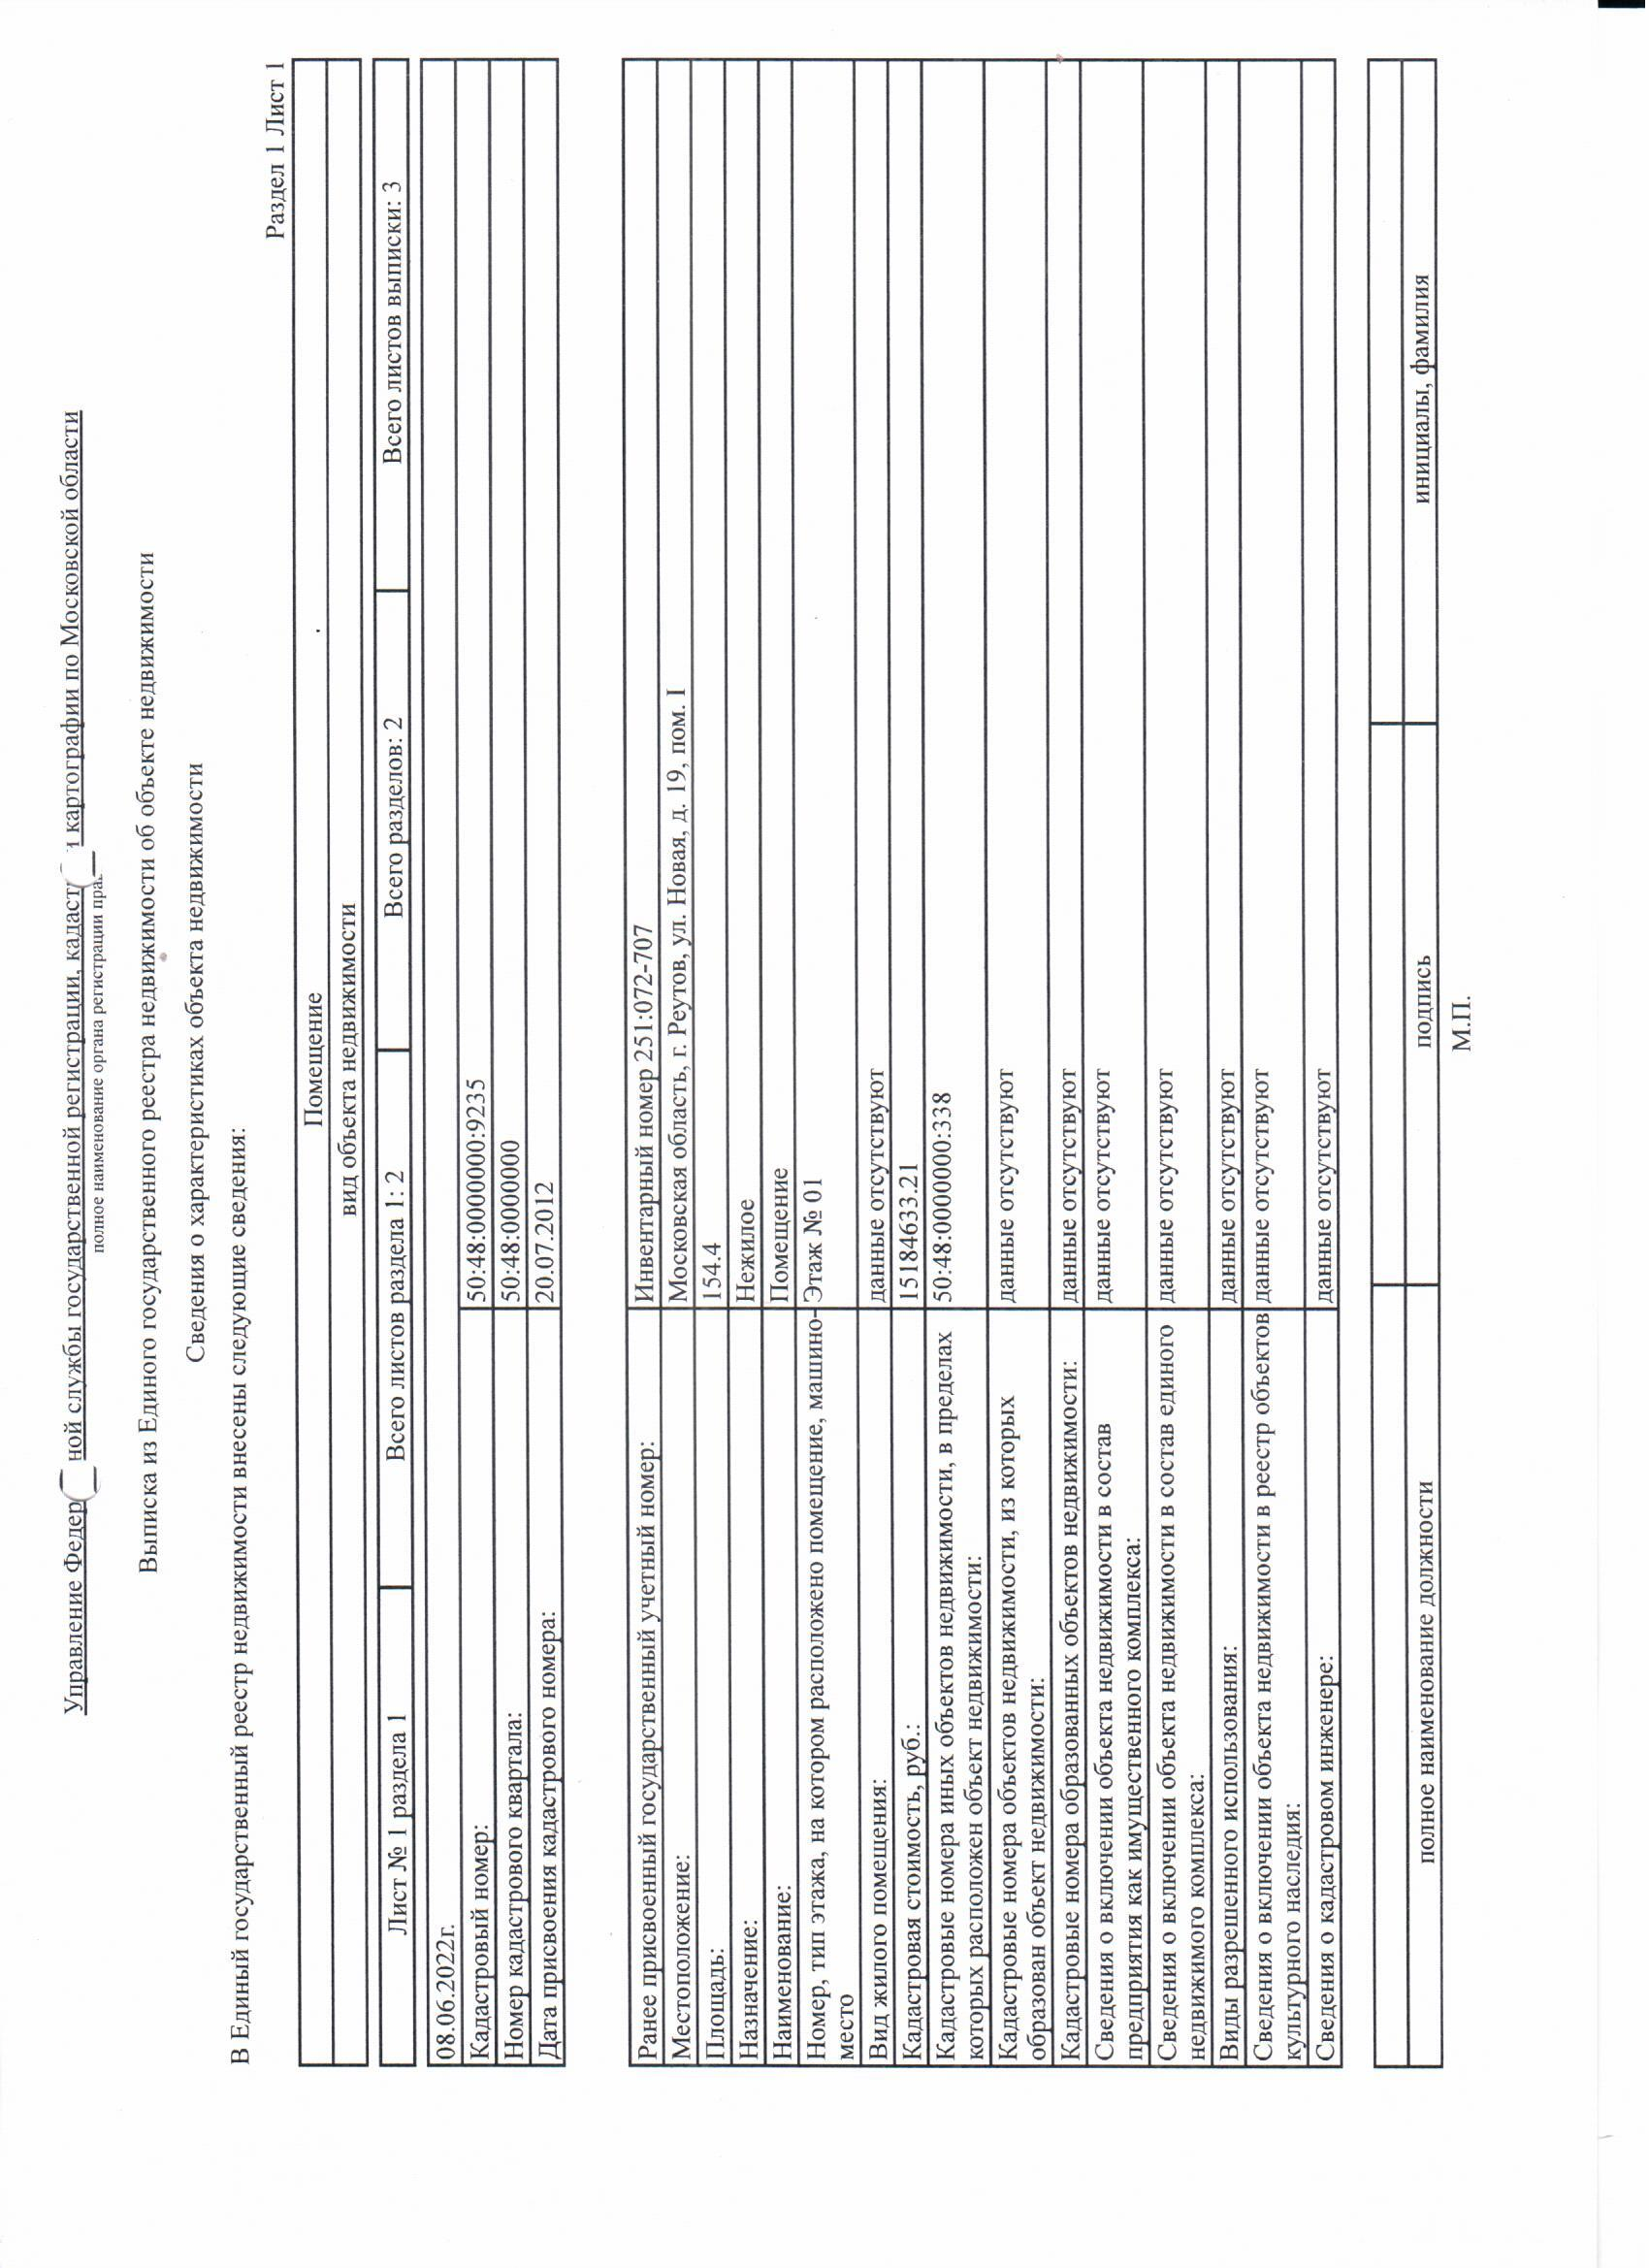 Управление Федер ной службы государственной регистрации, кадаст и картографии по Московской области
полное наименование органа регистрации пра
Выписка из Единого государственного реестра недвижимости об объекте недвижимости
Сведения о характеристиках объекта недвижимости
В Единый государственный реестр недвижимости внесены следующие сведения:
Раздел 1 Лист 1
Помещение
вид объекта недвижимости
Лист № 1 раздела 1 Всего листов раздела 1: 2 Всего разделов: 2 Всего листов выписки: 3
08.06.2022г.
Кадастровый номер: 50:48:0000000:9235
Номер кадастрового квартала: 50:48:0000000
Дата присвоения кадастрового номера: 20.07.2012
Ранее присвоенный государственный учетный номер: Инвентарный номер 251:072-707
Местоположение: Московская область, г. Реутов, ул. Новая, д. 19, пом. I
Площадь: 154.4
Назначение: Нежилое
Наименование: Помещение
Номер, тип этажа, на котором расположено помещение, машино- Этаж № 01
место
Вид жилого помещения: данные отсутствуют
Кадастровая стоимость, руб.: 15184633.21
Кадастровые номера иных объектов недвижимости, в пределах 50:48:0000000:338
которых расположен объект недвижимости:
Кадастровые номера объектов недвижимости, из которых данные отсутствуют
образован объект недвижимости:
Кадастровые номера образованных объектов недвижимости: данные отсутствуют
Сведения о включении объекта недвижимости в состав данные отсутствуют
предприятия как имущественного комплекса:
Сведения о включении объекта недвижимости в состав единого данные отсутствуют
недвижимого комплекса:
Виды разрешенного использования: данные отсутствуют
Сведения о включении объекта недвижимости в реестр объектов данные отсутствуют
культурного наследия:
Сведения о кадастровом инженере: данные отсутствуют
полное наименование должности подпись инициалы, фамилия
М.П.